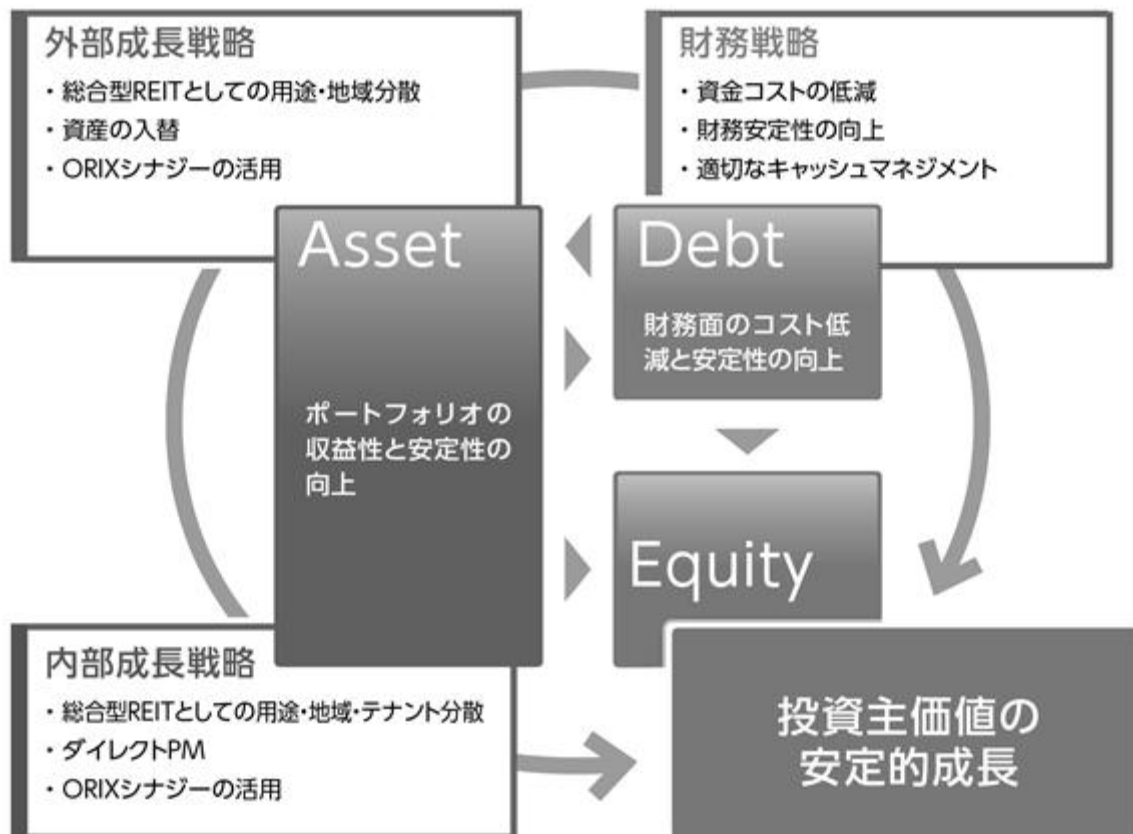 外部成長戦略
・総合型REITとしての用途・地域分散
・資産の入替
・ORIXシナジーの活用
財務戦略
・資金コストの低減
・財務安定性の向上
・適切なキャッシュマネジメント
Asset
ポートフォリオの
収益性と安定性の
向上
Debt
財務面のコスト低
減と安定性の向上
Equity
内部成長戦略
・総合型REITとしての用途・地域・テナント分散
・ダイレクトPM
・ORIXシナジーの活用
投資主価値の
安定的成長